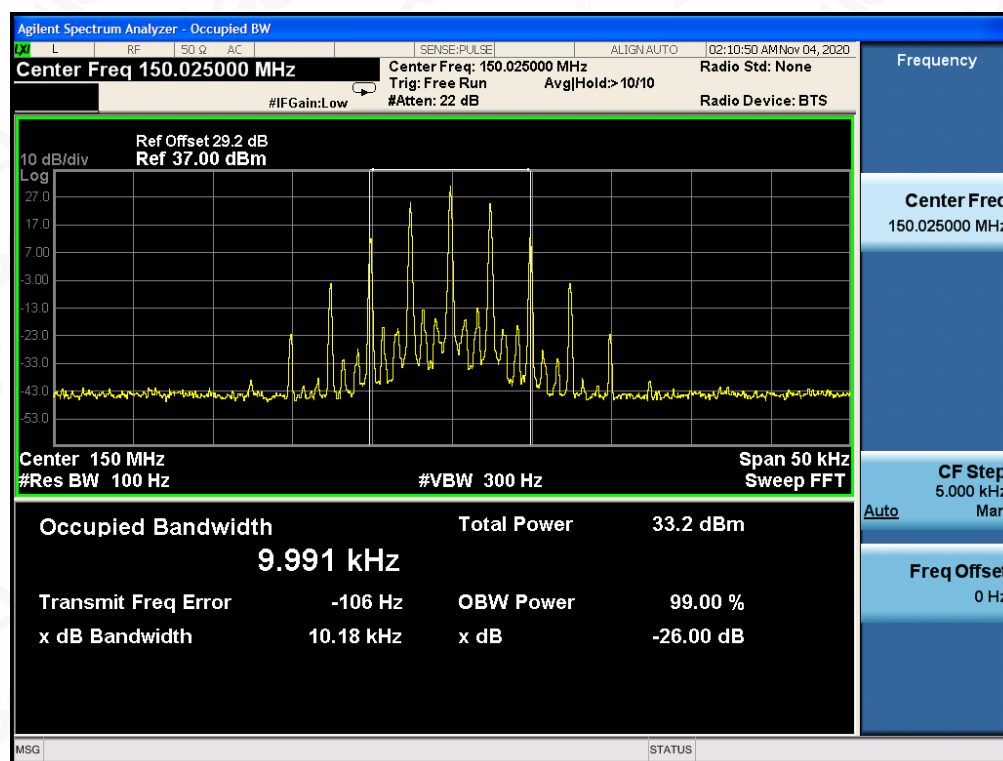 Agilent Spectrum Analyzer - Occupied BW
LXI L RF 50 Ω AC SENSE:PULSE ALIGN AUTO 02:10:50 AM Nov 04, 2020
Center Freq 150.025000 MHz
Center Freq: 150.025000 MHz
Radio Std: None
Trig: Free Run
Avg|Hold:>10/10
#IFGain:Low
#Atten: 22 dB
Radio Device: BTS
Ref Offset 29.2 dB
10 dB/div
Ref 37.00 dBm
Log
27.0
17.0
7.00
-3.00
-13.0
-23.0
-33.0
-43.0
-53.0
Center 150 MHz
Span 50 kHz
#Res BW 100 Hz
#VBW 300 Hz
Sweep FFT
Occupied Bandwidth
Total Power
33.2 dBm
9.991 kHz
Transmit Freq Error
-106 Hz
OBW Power
99.00 %
x dB Bandwidth
10.18 kHz
x dB
-26.00 dB
Frequency
Center Freq
150.025000 MHz
CF Step
5.000 kHz
Auto Man
Freq Offset
0 Hz
MSG
STATUS